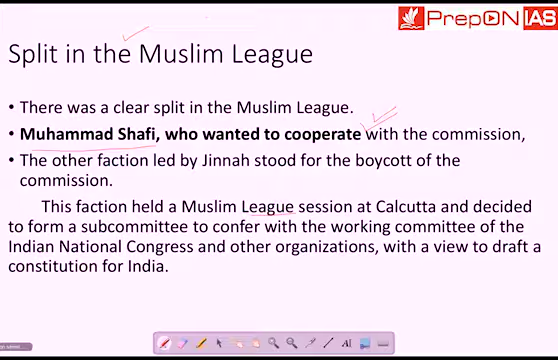 PrepON IAS
Split in the Muslim League
• There was a clear split in the Muslim League.
• Muhammad Shafi, who wanted to cooperate with the commission,
• The other faction led by Jinnah stood for the boycott of the
commission.
This faction held a Muslim League session at Calcutta and decided
to form a subcommittee to confer with the working committee of the
Indian National Congress and other organizations, with a view to draft a
constitution for India.